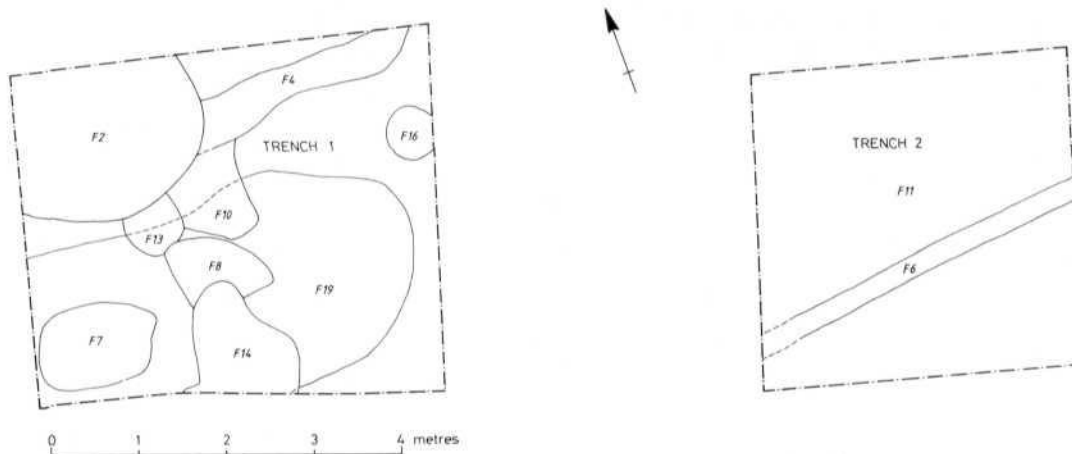 F4
F2
F16
TRENCH 1
TRENCH 2
F11
F10
F13
F8
F6
F19
F7
F14
0 1 2 3 4 metres